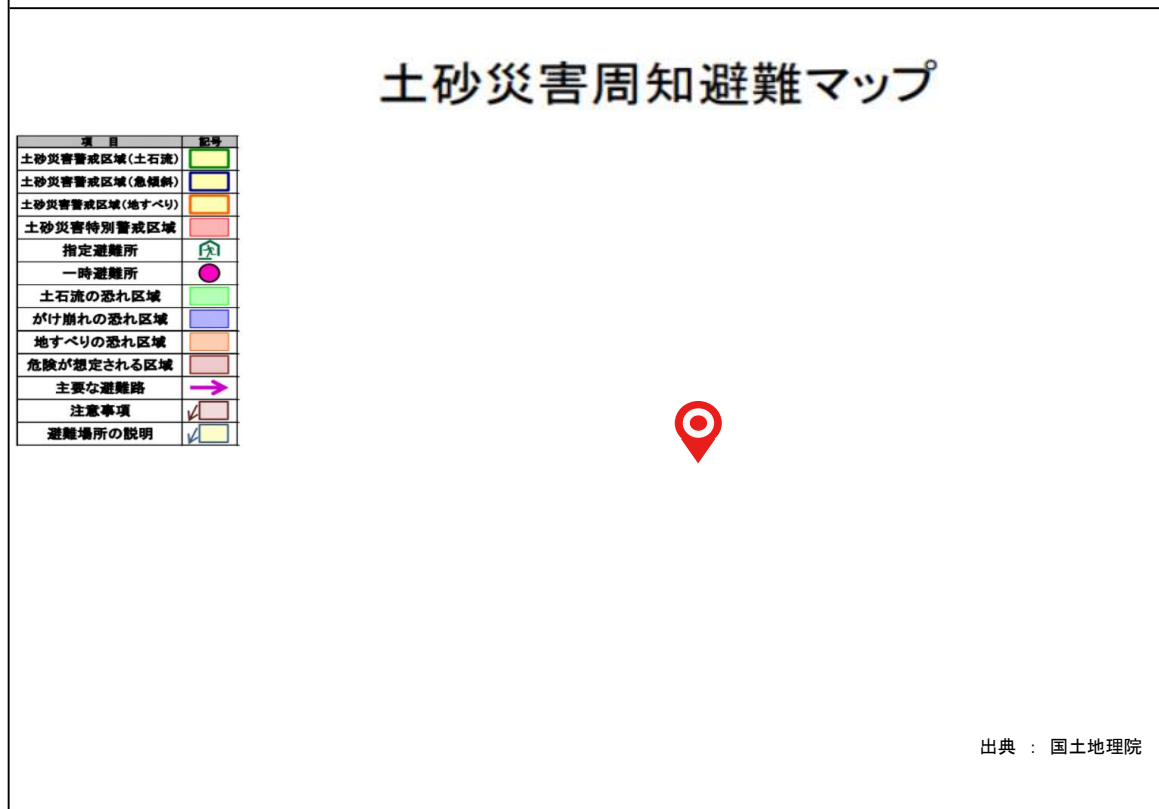 土砂災害周知避難マップ
項 目 記号
土砂災害警戒区域(土石流)
土砂災害警戒区域(急傾斜)
土砂災害警戒区域(地すべり)
土砂災害特別警戒区域
指定避難所
一時避難所
土石流の恐れ区域
がけ崩れの恐れ区域
地すべりの恐れ区域
危険が想定される区域
主要な避難路
注意事項
避難場所の説明
出典 : 国土地理院